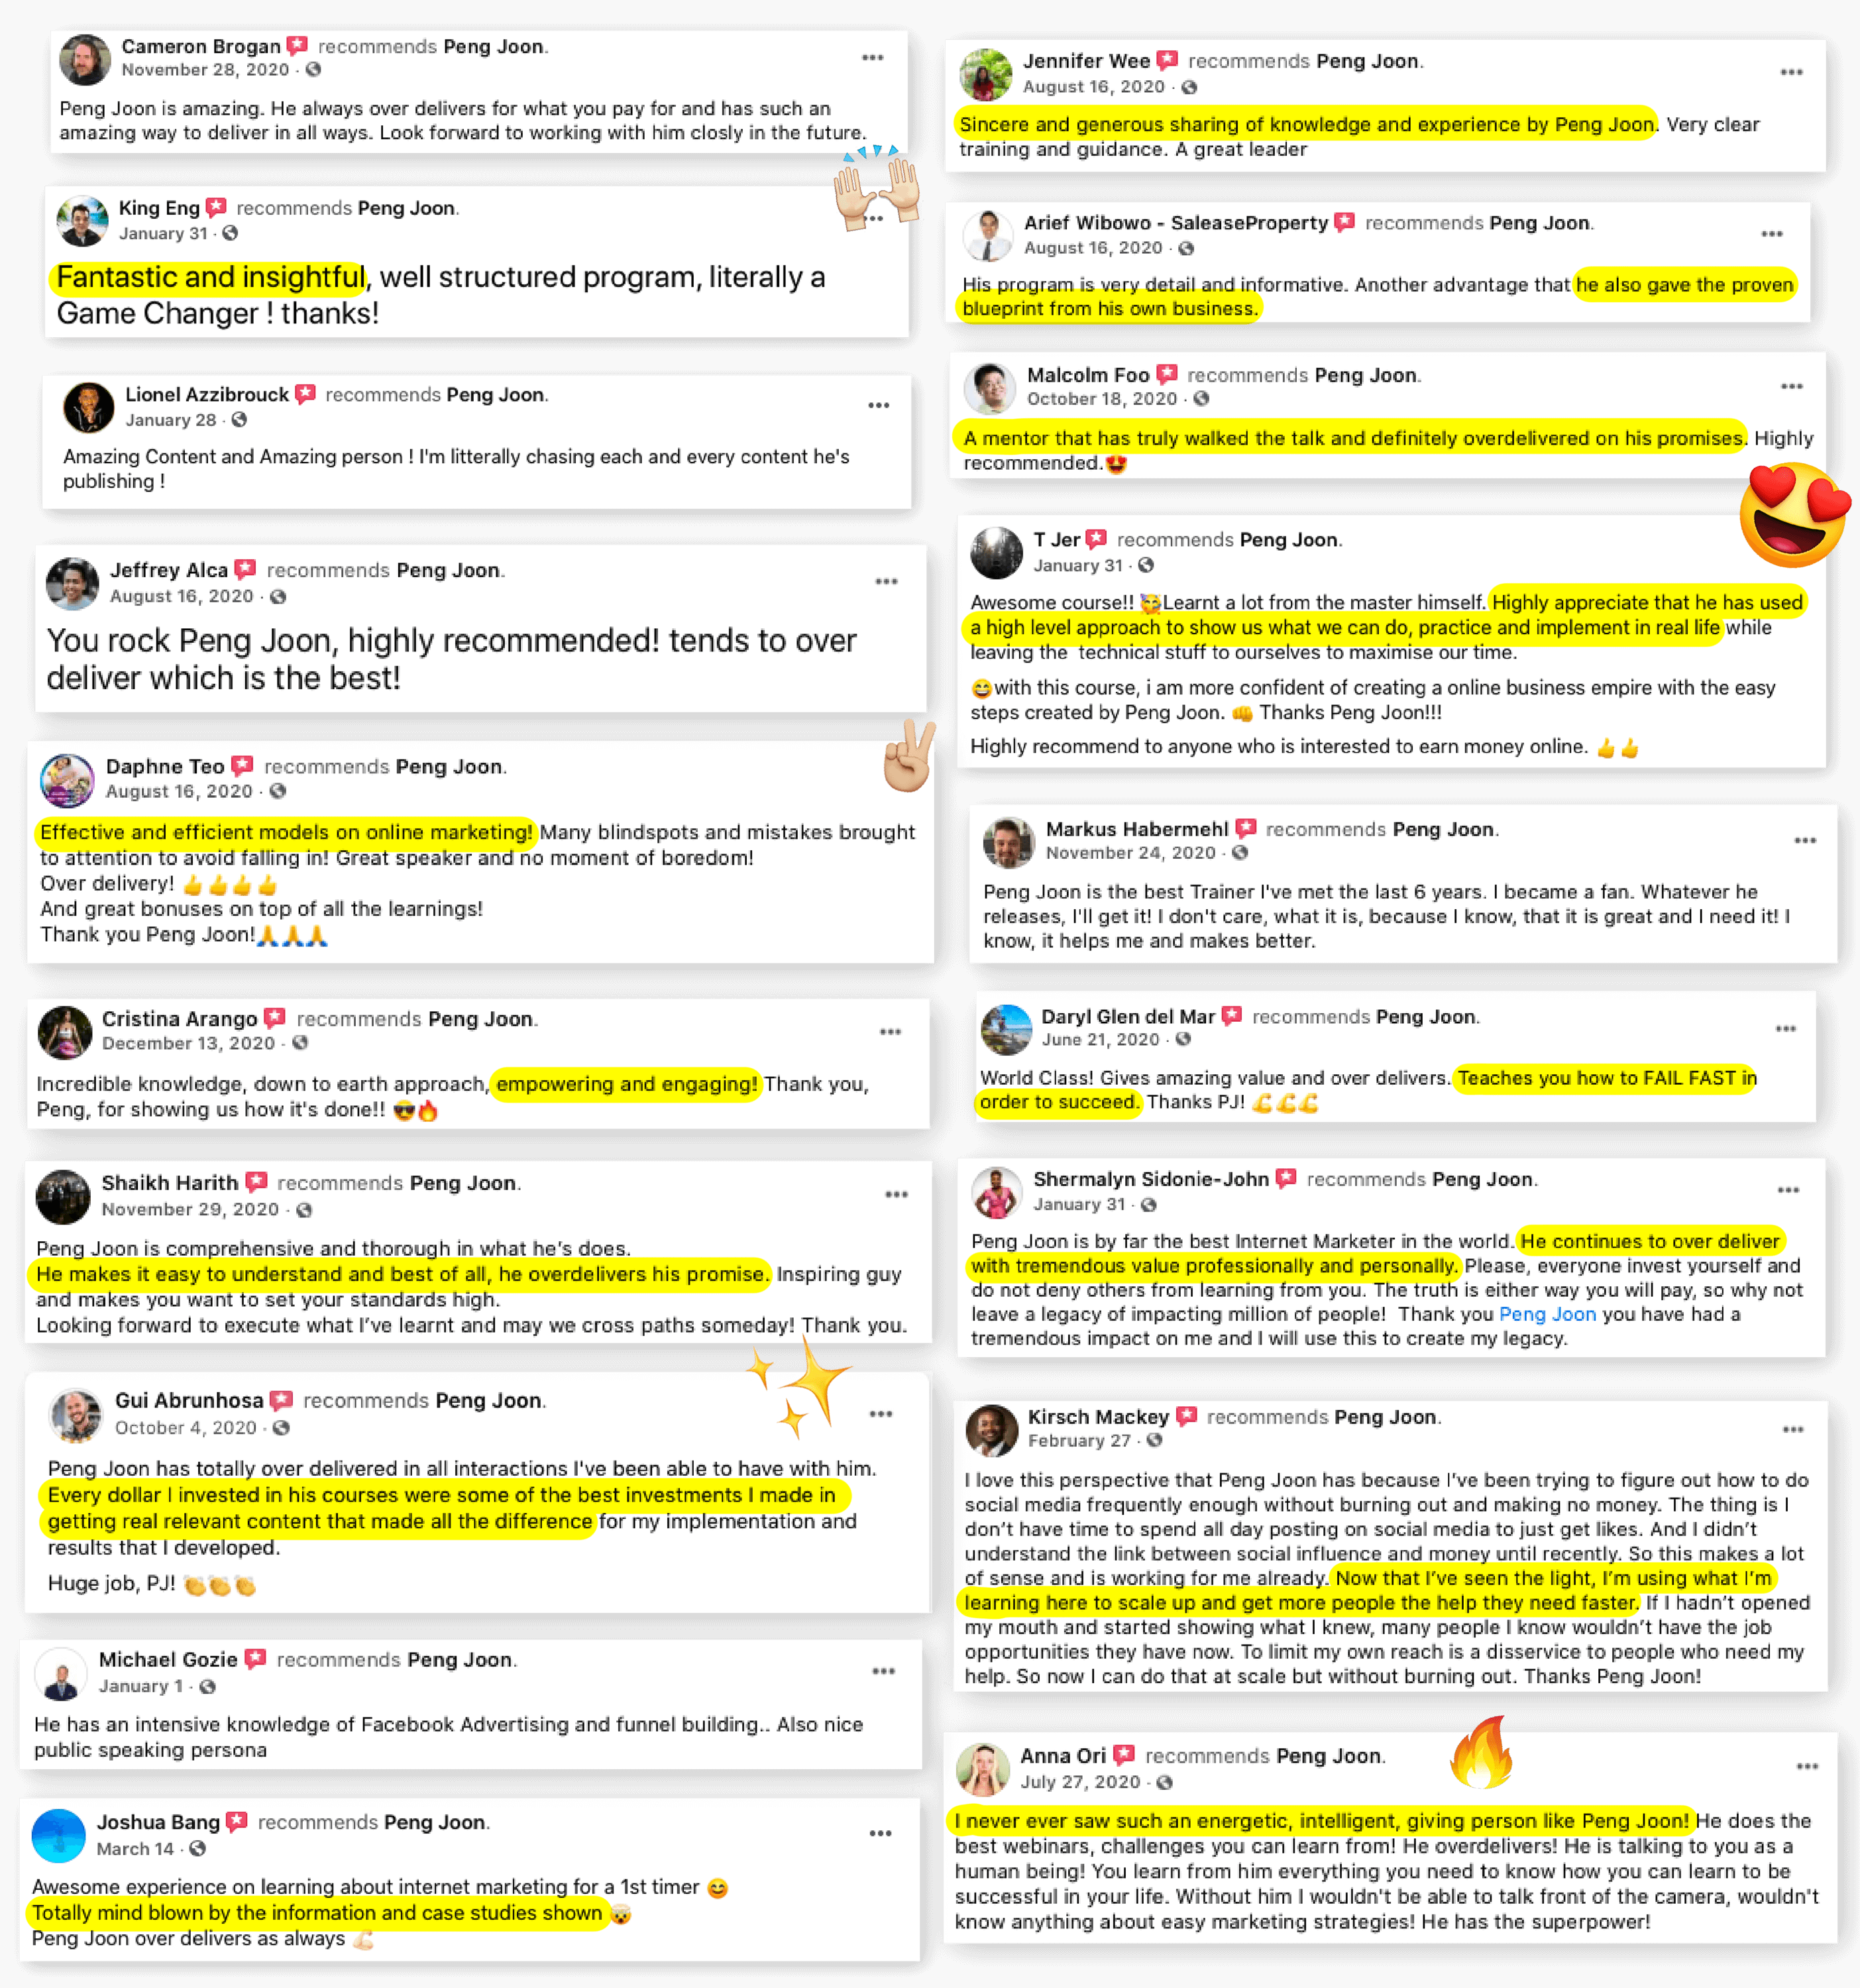 Cameron Brogan recommends Peng Joon.
November 28, 2020 ·
Peng Joon is amazing. He always over delivers for what you pay for and has such an
amazing way to deliver in all ways. Look forward to working with him closly in the future.
King Eng recommends Peng Joon.
January 31 ·
Fantastic and insightful, well structured program, literally a
Game Changer ! thanks!
Lionel Azzibrouck recommends Peng Joon.
January 28 ·
Amazing Content and Amazing person ! I'm litterally chasing each and every content he's
publishing !
Jeffrey Alca recommends Peng Joon.
August 16, 2020 ·
You rock Peng Joon, highly recommended! tends to over
deliver which is the best!
Daphne Teo recommends Peng Joon.
August 16, 2020 ·
Effective and efficient models on online marketing! Many blindspots and mistakes brought
to attention to avoid falling in! Great speaker and no moment of boredom!
Over delivery! 👍👍👍👍
And great bonuses on top of all the learnings!
Thank you Peng Joon!🙏🙏🙏
Cristina Arango recommends Peng Joon.
December 13, 2020 ·
Incredible knowledge, down to earth approach, empowering and engaging! Thank you,
Peng, for showing us how it's done!! 😎🔥
Shaikh Harith recommends Peng Joon.
November 29, 2020 ·
Peng Joon is comprehensive and thorough in what he's does.
He makes it easy to understand and best of all, he overdelivers his promise. Inspiring guy
and makes you want to set your standards high.
Looking forward to execute what I've learnt and may we cross paths someday! Thank you.
Gui Abrunhosa recommends Peng Joon.
October 4, 2020 ·
Peng Joon has totally over delivered in all interactions I've been able to have with him.
Every dollar I invested in his courses were some of the best investments I made in
getting real relevant content that made all the difference for my implementation and
results that I developed.
Huge job, PJ! 👏👏👏
Michael Gozie recommends Peng Joon.
January 1 ·
He has an intensive knowledge of Facebook Advertising and funnel building.. Also nice
public speaking persona
Joshua Bang recommends Peng Joon.
March 14 ·
Awesome experience on learning about internet marketing for a 1st timer 😊
Totally mind blown by the information and case studies shown 🤯
Peng Joon over delivers as always 💪🏻
Jennifer Wee recommends Peng Joon.
August 16, 2020 ·
Sincere and generous sharing of knowledge and experience by Peng Joon. Very clear
training and guidance. A great leader
Arief Wibowo - SaleaseProperty recommends Peng Joon.
August 16, 2020 ·
His program is very detail and informative. Another advantage that he also gave the proven
blueprint from his own business.
Malcolm Foo recommends Peng Joon.
October 18, 2020 ·
A mentor that has truly walked the talk and definitely overdelivered on his promises. Highly
recommended.😍
T Jer recommends Peng Joon.
January 31 ·
Awesome course!! 🥰Learnt a lot from the master himself. Highly appreciate that he has used
a high level approach to show us what we can do, practice and implement in real life while
leaving the technical stuff to ourselves to maximise our time.
😄with this course, i am more confident of creating a online business empire with the easy
steps created by Peng Joon. 👊 Thanks Peng Joon!!!
Highly recommend to anyone who is interested to earn money online. 👍👍
Markus Habermehl recommends Peng Joon.
November 24, 2020 ·
Peng Joon is the best Trainer I've met the last 6 years. I became a fan. Whatever he
releases, I'll get it! I don't care, what it is, because I know, that it is great and I need it! I
know, it helps me and makes better.
Daryl Glen del Mar recommends Peng Joon.
June 21, 2020 ·
World Class! Gives amazing value and over delivers. Teaches you how to FAIL FAST in
order to succeed. Thanks PJ! 💪💪💪
Shermalyn Sidonie-John recommends Peng Joon.
January 31 ·
Peng Joon is by far the best Internet Marketer in the world. He continues to over deliver
with tremendous value professionally and personally. Please, everyone invest yourself and
do not deny others from learning from you. The truth is either way you will pay, so why not
leave a legacy of impacting million of people! Thank you Peng Joon you have had a
tremendous impact on me and I will use this to create my legacy.
Kirsch Mackey recommends Peng Joon.
February 27 ·
I love this perspective that Peng Joon has because I've been trying to figure out how to do
social media frequently enough without burning out and making no money. The thing is I
don't have time to spend all day posting on social media to just get likes. And I didn't
understand the link between social influence and money until recently. So this makes a lot
of sense and is working for me already. Now that I've seen the light, I'm using what I'm
learning here to scale up and get more people the help they need faster. If I hadn't opened
my mouth and started showing what I knew, many people I know wouldn't have the job
opportunities they have now. To limit my own reach is a disservice to people who need my
help. So now I can do that at scale but without burning out. Thanks Peng Joon!
Anna Ori recommends Peng Joon.
July 27, 2020 ·
I never ever saw such an energetic, intelligent, giving person like Peng Joon! He does the
best webinars, challenges you can learn from! He overdelivers! He is talking to you as a
human being! You learn from him everything you need to know how you can learn to be
successful in your life. Without him I wouldn't be able to talk front of the camera, wouldn't
know anything about easy marketing strategies! He has the superpower!